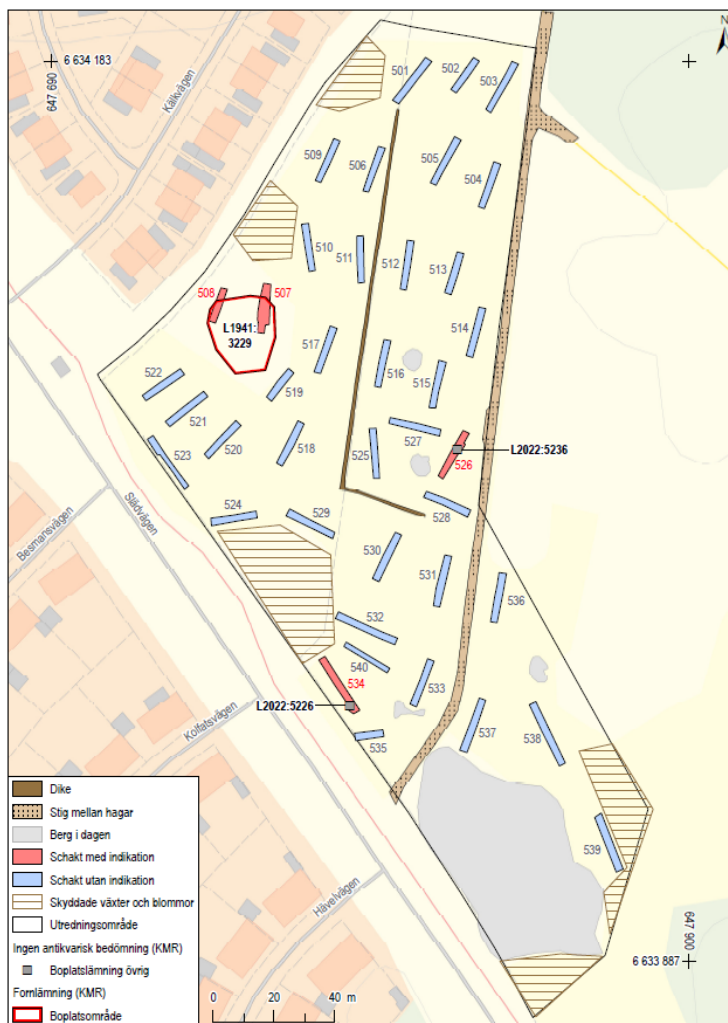 N
6 634 183
647 690
Kälkvägen
501
502
503
509
506
505
504
510
511
512
513
508
507
L1941:
3229
514
517
516
515
522
519
521
527
520
518
525
526
L2022:5236
523
524
529
528
530
531
536
Besmansvägen
Slädvägen
532
540
534
533
L2022:5226
535
537
538
Kolfatsvägen
539
Hävelvägen
Dike
Stig mellan hagar
Berg i dagen
Schakt med indikation
Schakt utan indikation
Skyddade växter och blommor
Utredningsområde
Ingen antikvarisk bedömning (KMR)
Boplatslämning övrig
Fornlämning (KMR)
Boplatsområde
0 20 40 m
6 633 887
647 900